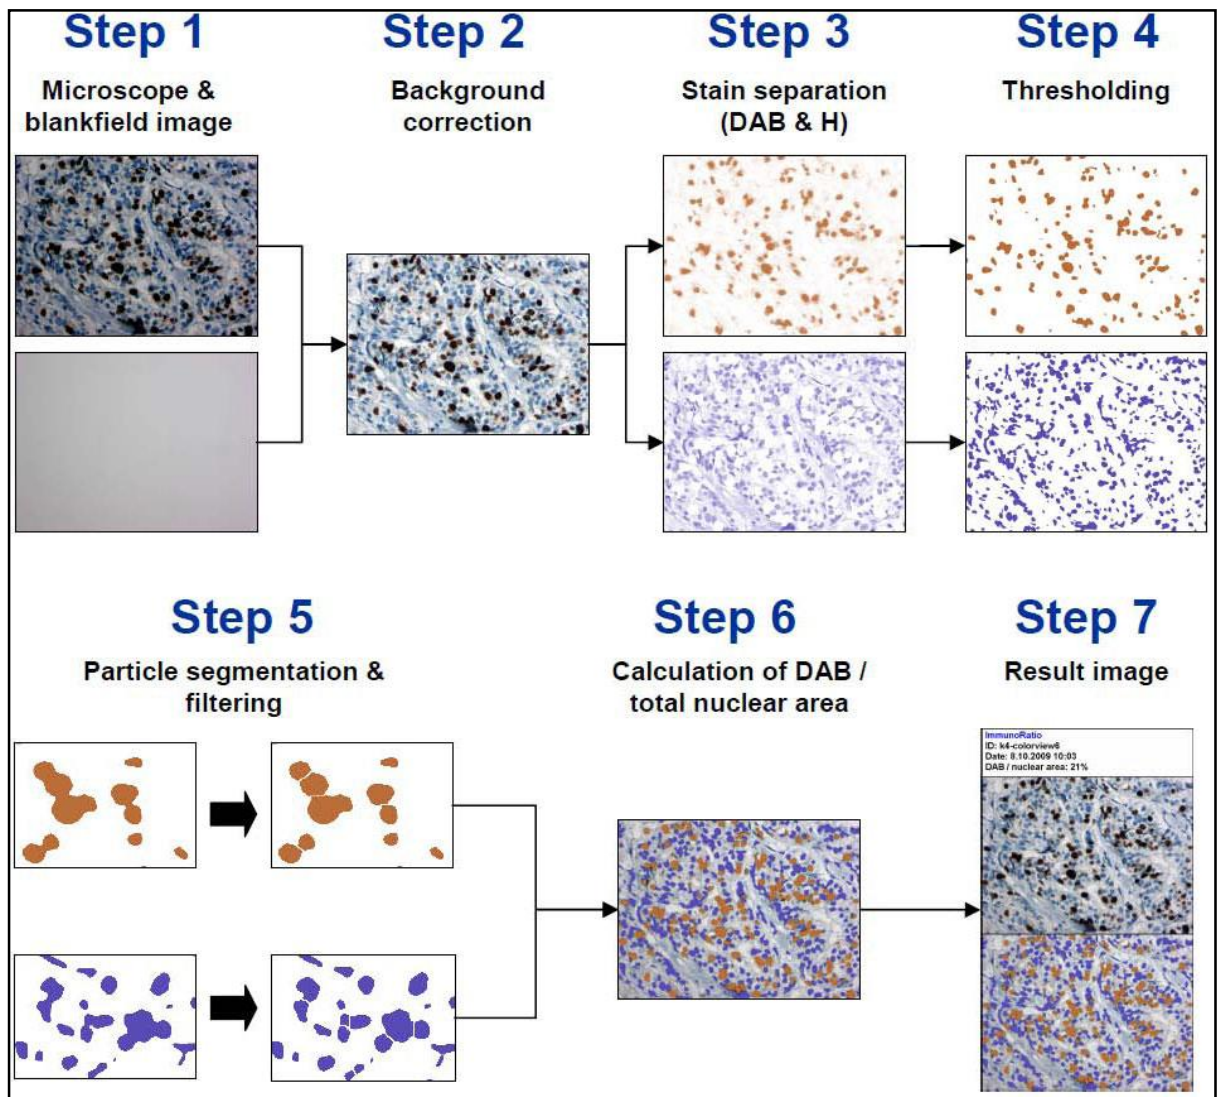 Step 1
Microscope &
blankfield image
Step 2
Background
correction
Step 3
Stain separation
(DAB & H)
Step 4
Thresholding
Step 5
Particle segmentation &
filtering
Step 6
Calculation of DAB /
total nuclear area
Step 7
Result image
ImmunoRatio
ID: k4-colorview6
Date: 8.10.2009 10:03
DAB / nuclear area: 21%